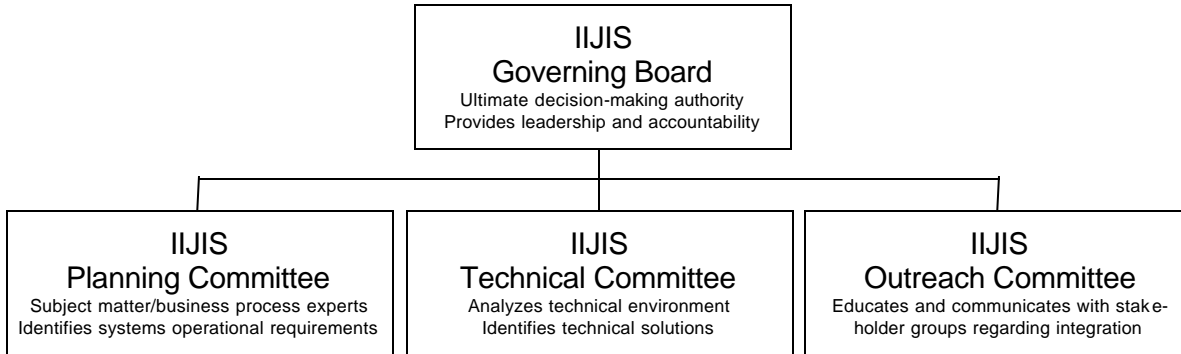 IIJIS
Governing Board
Ultimate decision-making authority
Provides leadership and accountability
IIJIS
Planning Committee
Subject matter/business process experts
Identifies systems operational requirements
IIJIS
Technical Committee
Analyzes technical environment
Identifies technical solutions
IIJIS
Outreach Committee
Educates and communicates with stake-
holder groups regarding integration